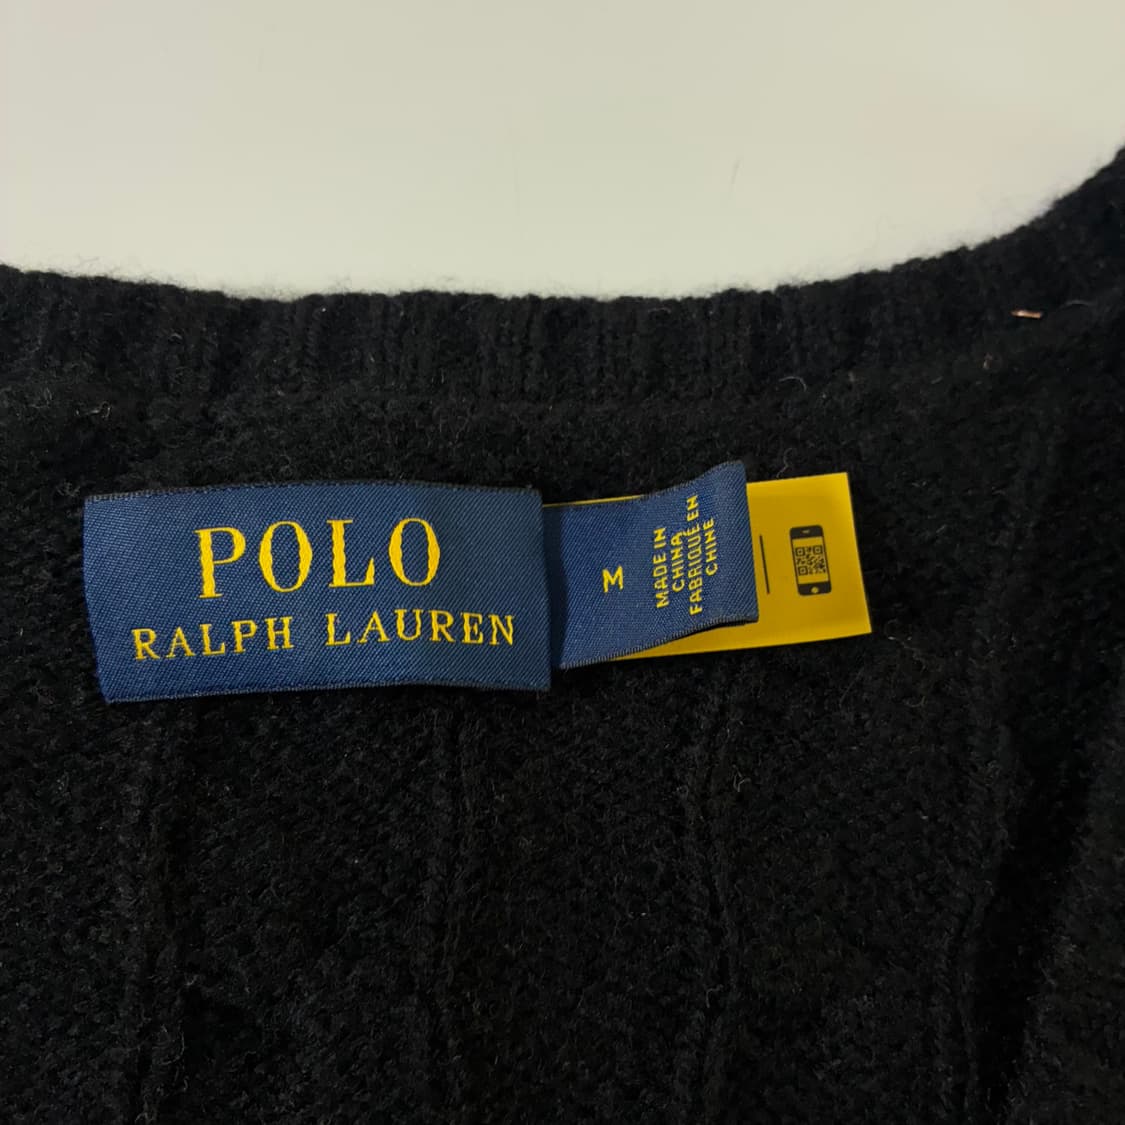 POLO
RALPH LAUREN
M
MADE IN
CHINA
FABRIQUÉ EN
CHINE